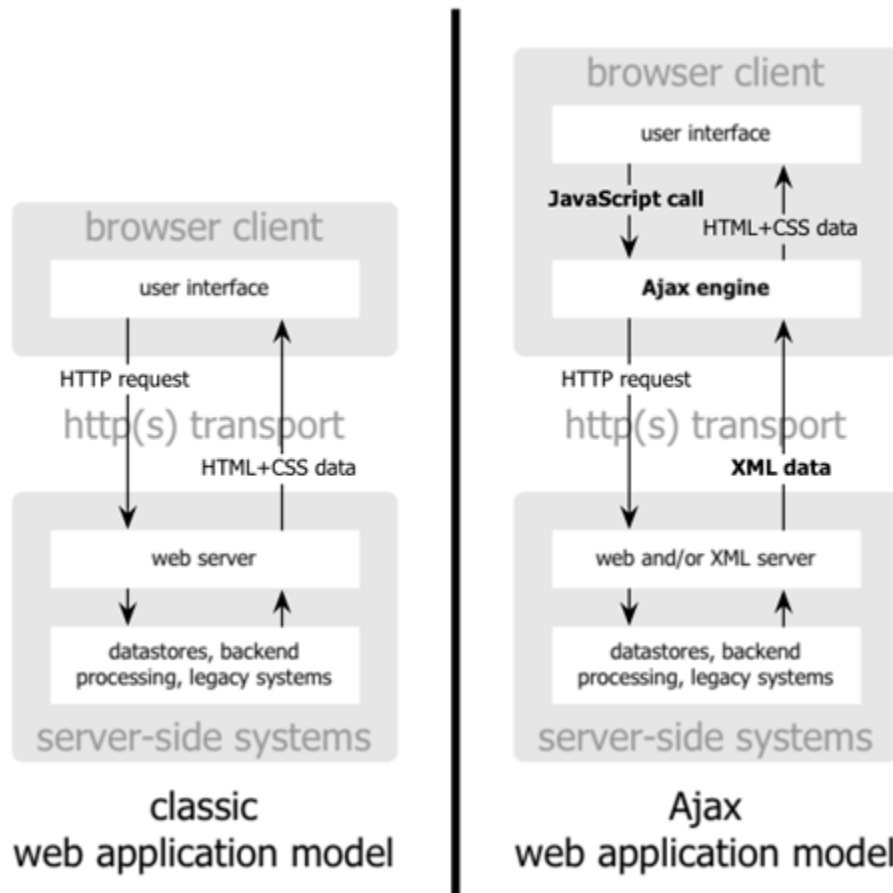 browser client
user interface
HTTP request
http(s) transport
HTML+CSS data
web server
datastores, backend
processing, legacy systems
server-side systems
classic
web application model
browser client
user interface
JavaScript call
HTML+CSS data
Ajax engine
HTTP request
http(s) transport
XML data
web and/or XML server
datastores, backend
processing, legacy systems
server-side systems
Ajax
web application model